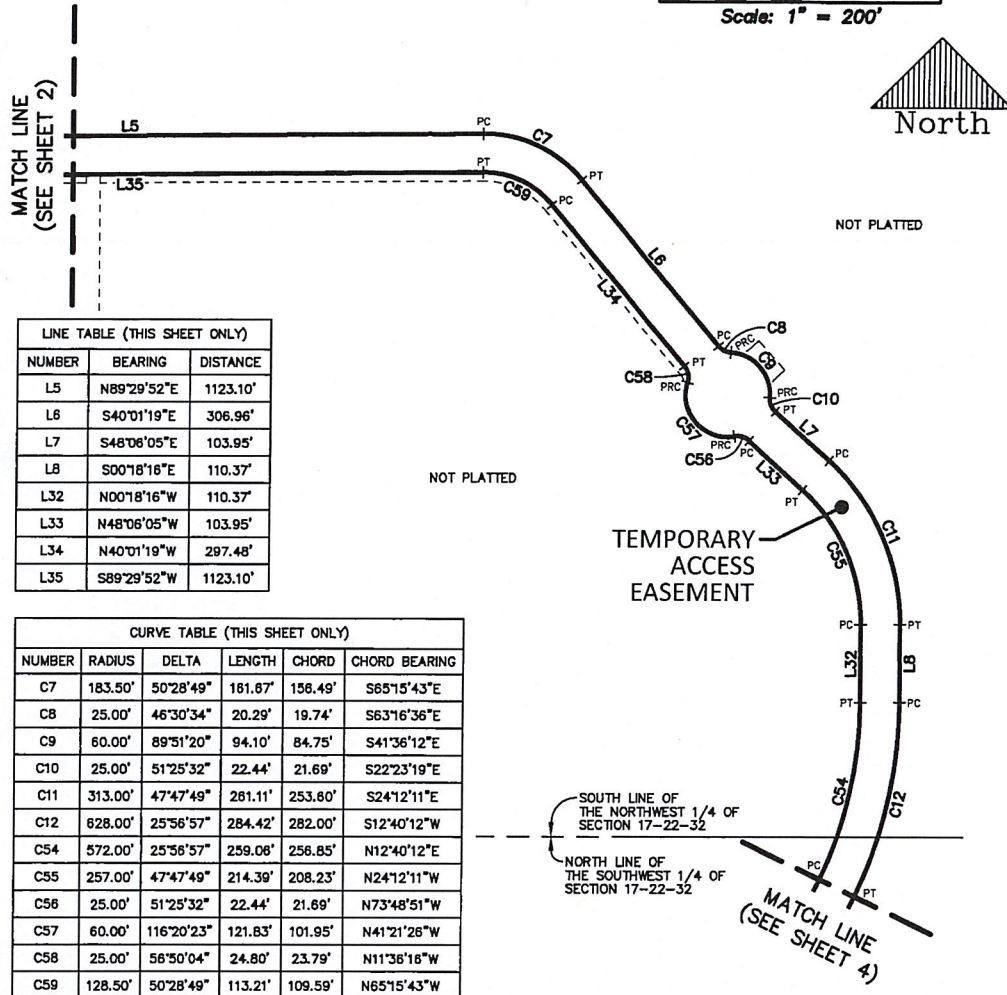 Scale: 1" = 200'
North
MATCH LINE
(SEE SHEET 2)
L5
PC
C7
PT
PT
L35
C59
PC
NOT PLATTED
L6
L34
PC
PRC
C8
C9
PT
C58
PRC
PRC
C10
PT
C57
PRC
C56
PC
L7
PC
L33
PT
NOT PLATTED
TEMPORARY
ACCESS
EASEMENT
C11
C55
PC
PT
L32
L8
PT
PC
C54
C12
SOUTH LINE OF
THE NORTHWEST 1/4 OF
SECTION 17-22-32
NORTH LINE OF
THE SOUTHWEST 1/4 OF
SECTION 17-22-32
PC
PT
MATCH LINE
(SEE SHEET 4)
LINE TABLE (THIS SHEET ONLY)
NUMBER BEARING DISTANCE
L5 N89°29'52"E 1123.10'
L6 S40°01'19"E 306.96'
L7 S48°06'05"E 103.95'
L8 S00°18'16"E 110.37'
L32 N00°18'16"W 110.37'
L33 N48°06'05"W 103.95'
L34 N40°01'19"W 297.48'
L35 S89°29'52"W 1123.10'
CURVE TABLE (THIS SHEET ONLY)
NUMBER RADIUS DELTA LENGTH CHORD CHORD BEARING
C7 183.50' 50°28'49" 161.67' 156.49' S65°15'43"E
C8 25.00' 46°30'34" 20.29' 19.74' S63°16'36"E
C9 60.00' 89°51'20" 94.10' 84.75' S41°36'12"E
C10 25.00' 51°25'32" 22.44' 21.69' S22°23'19"E
C11 313.00' 47°47'49" 261.11' 253.60' S24°12'11"E
C12 628.00' 25°56'57" 284.42' 282.00' S12°40'12"W
C54 572.00' 25°56'57" 259.06' 256.85' N12°40'12"E
C55 257.00' 47°47'49" 214.39' 208.23' N24°12'11"W
C56 25.00' 51°25'32" 22.44' 21.69' N73°48'51"W
C57 60.00' 116°20'23" 121.83' 101.95' N41°21'26"W
C58 25.00' 56°50'04" 24.80' 23.79' N11°36'16"W
C59 128.50' 50°28'49" 113.21' 109.59' N65°15'43"W